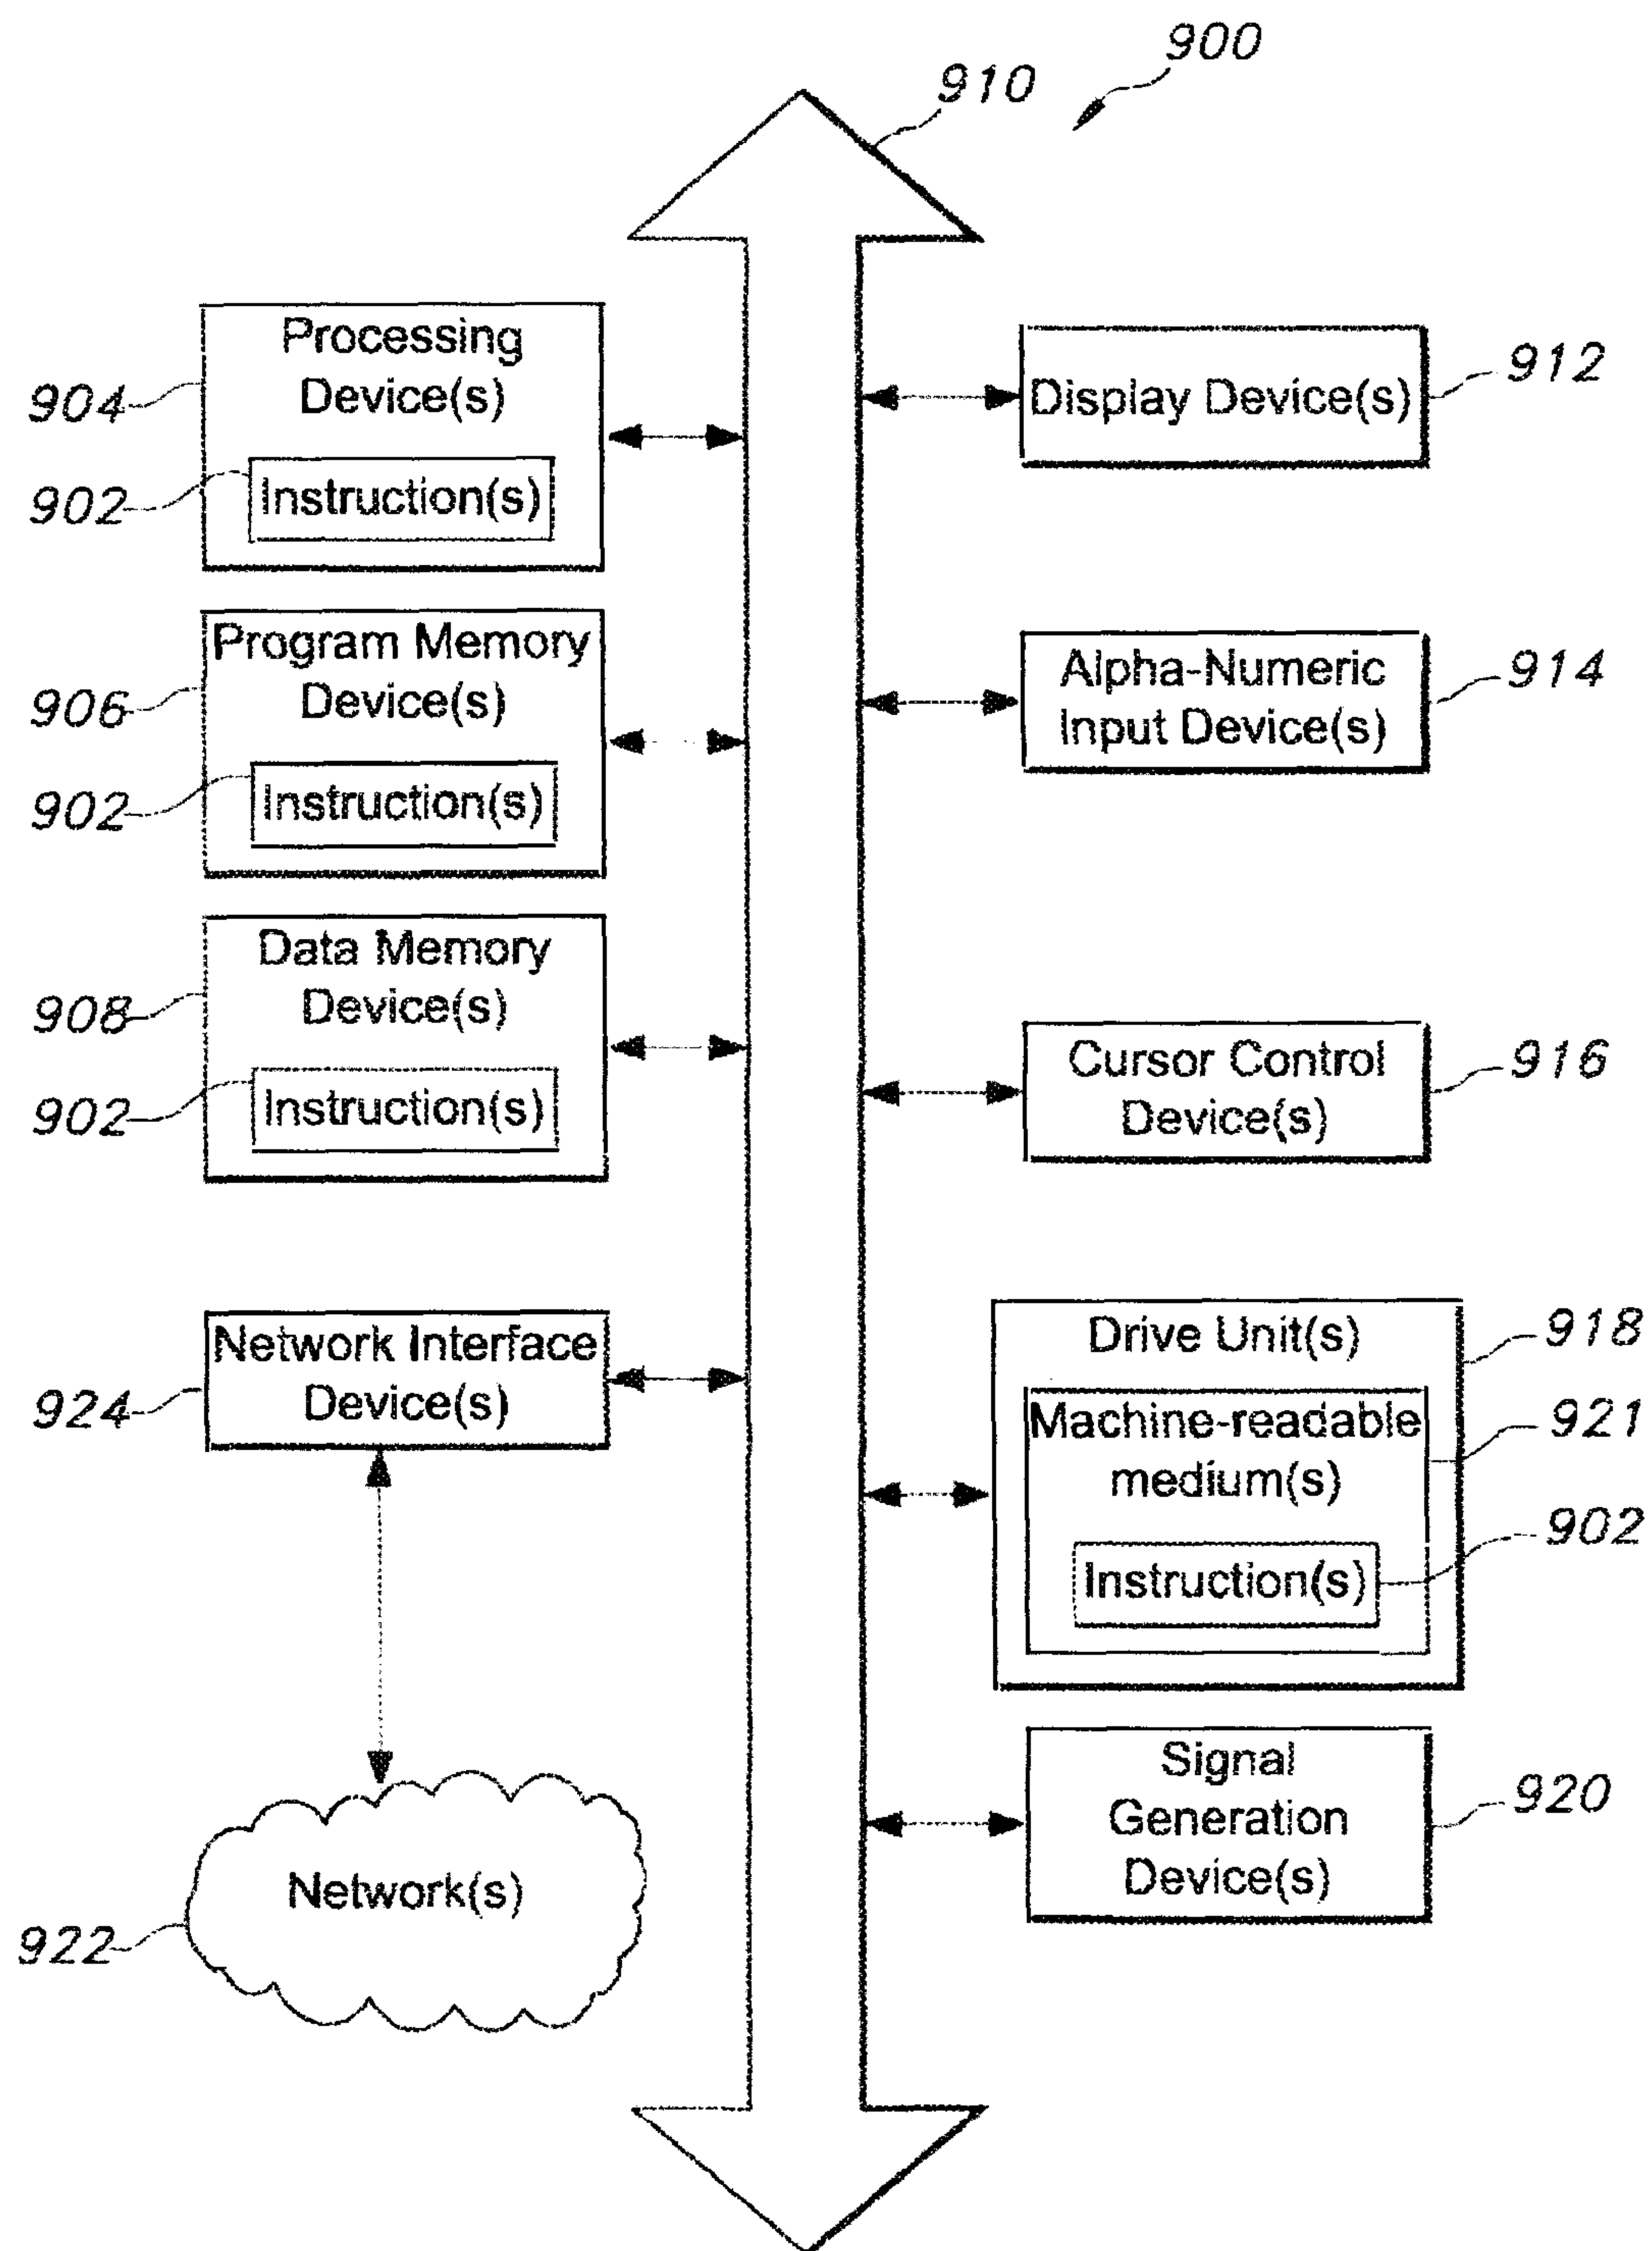 900
910
Processing
Device(s)
904
902
Instruction(s)
Program Memory
Device(s)
906
902
Instruction(s)
Data Memory
Device(s)
908
902
Instruction(s)
Network Interface
Device(s)
924
Network(s)
922
Display Device(s)
912
Alpha-Numeric
Input Device(s)
914
Cursor Control
Device(s)
916
Drive Unit(s)
918
Machine-readable
medium(s)
921
902
Instruction(s)
Signal
Generation
Device(s)
920